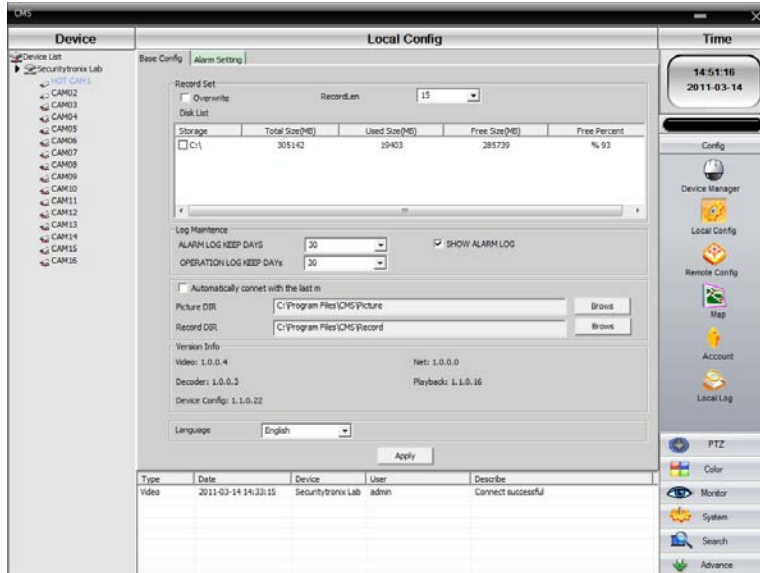 CMS
Device
Local Config
Time
Device List
Securitytronix Lab
HOT CAM1
CAM02
CAM03
CAM04
CAM05
CAM06
CAM07
CAM08
CAM09
CAM10
CAM11
CAM12
CAM13
CAM14
CAM15
CAM16
Base Config
Alarm Setting
Record Set
Overwrite
RecordLen
15
Disk List
Storage
Total Size(MB)
Used Size(MB)
Free Size(MB)
Free Percent
C:\
305142
19403
285739
% 93
Log Maintence
ALARM LOG KEEP DAYS
30
SHOW ALARM LOG
OPERATION LOG KEEP DAYs
30
Automatically connet with the last m
Picture DIR
C:\Program Files\CMS\Picture
Brows
Record DIR
C:\Program Files\CMS\Record
Brows
Version Info
Video: 1.0.0.4
Net: 1.0.0.0
Decoder: 1.0.0.3
Playback: 1.1.0.16
Device Config: 1.1.0.22
Language
English
Apply
Type
Date
Device
User
Describe
Video
2011-03-14 14:33:15
Securitytronix Lab
admin
Connect successful
14:51:16
2011-03-14
Config
Device Manager
Local Config
Remote Config
Map
Account
Local Log
PTZ
Color
Monitor
System
Search
Advance